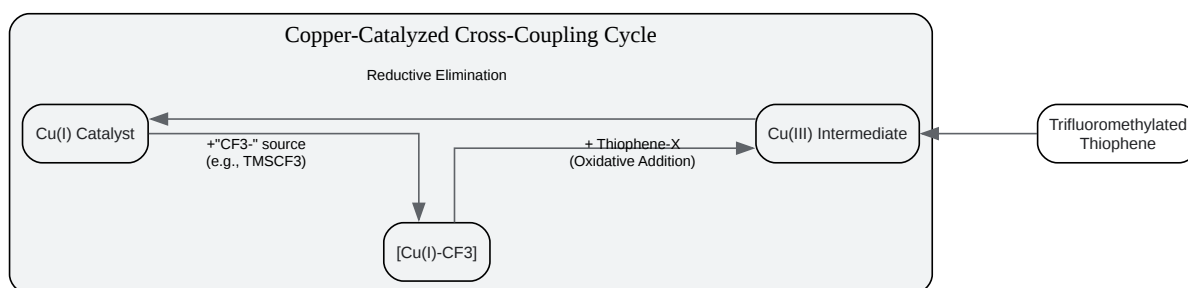 Copper-Catalyzed Cross-Coupling Cycle
Reductive Elimination
Cu(I) Catalyst
+"CF3-" source
(e.g., TMSCF3)
+ Thiophene-X
(Oxidative Addition)
Cu(III) Intermediate
Trifluoromethylated
Thiophene
[Cu(I)-CF3]